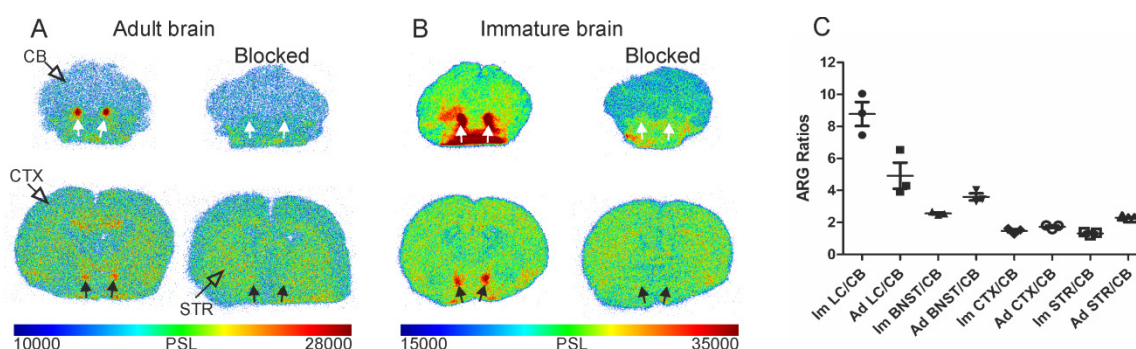 A Adult brain
Blocked
CB
CTX
STR
10000 PSL 28000
B Immature brain
Blocked
15000 PSL 35000
C
ARG Ratios
12
10
8
6
4
2
0
Im LC/CB
Ad LC/CB
Im BNST/CB
Ad BNST/CB
Im CTX/CB
Ad CTX/CB
Im STR/CB
Ad STR/CB